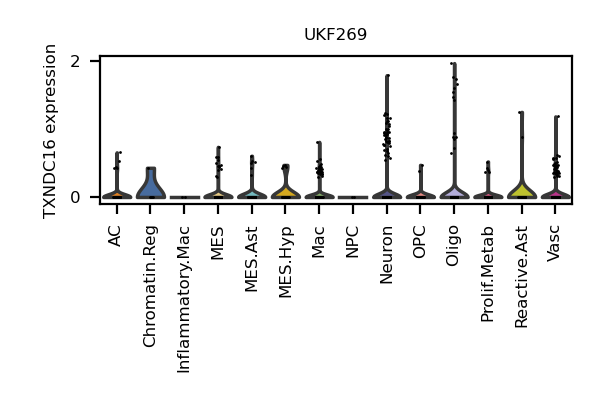 UKF269
TXNDC16 expression
2
0
AC
Chromatin.Reg
Inflammatory.Mac
MES
MES.Ast
MES.Hyp
Mac
NPC
Neuron
OPC
Oligo
Prolif.Metab
Reactive.Ast
Vasc